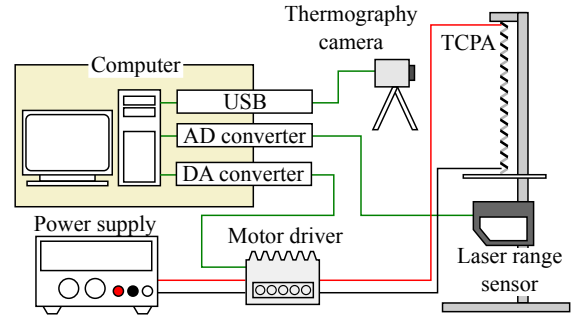 Thermography
camera
TCPA
Computer
USB
AD converter
DA converter
Power supply
Motor driver
Laser range
sensor